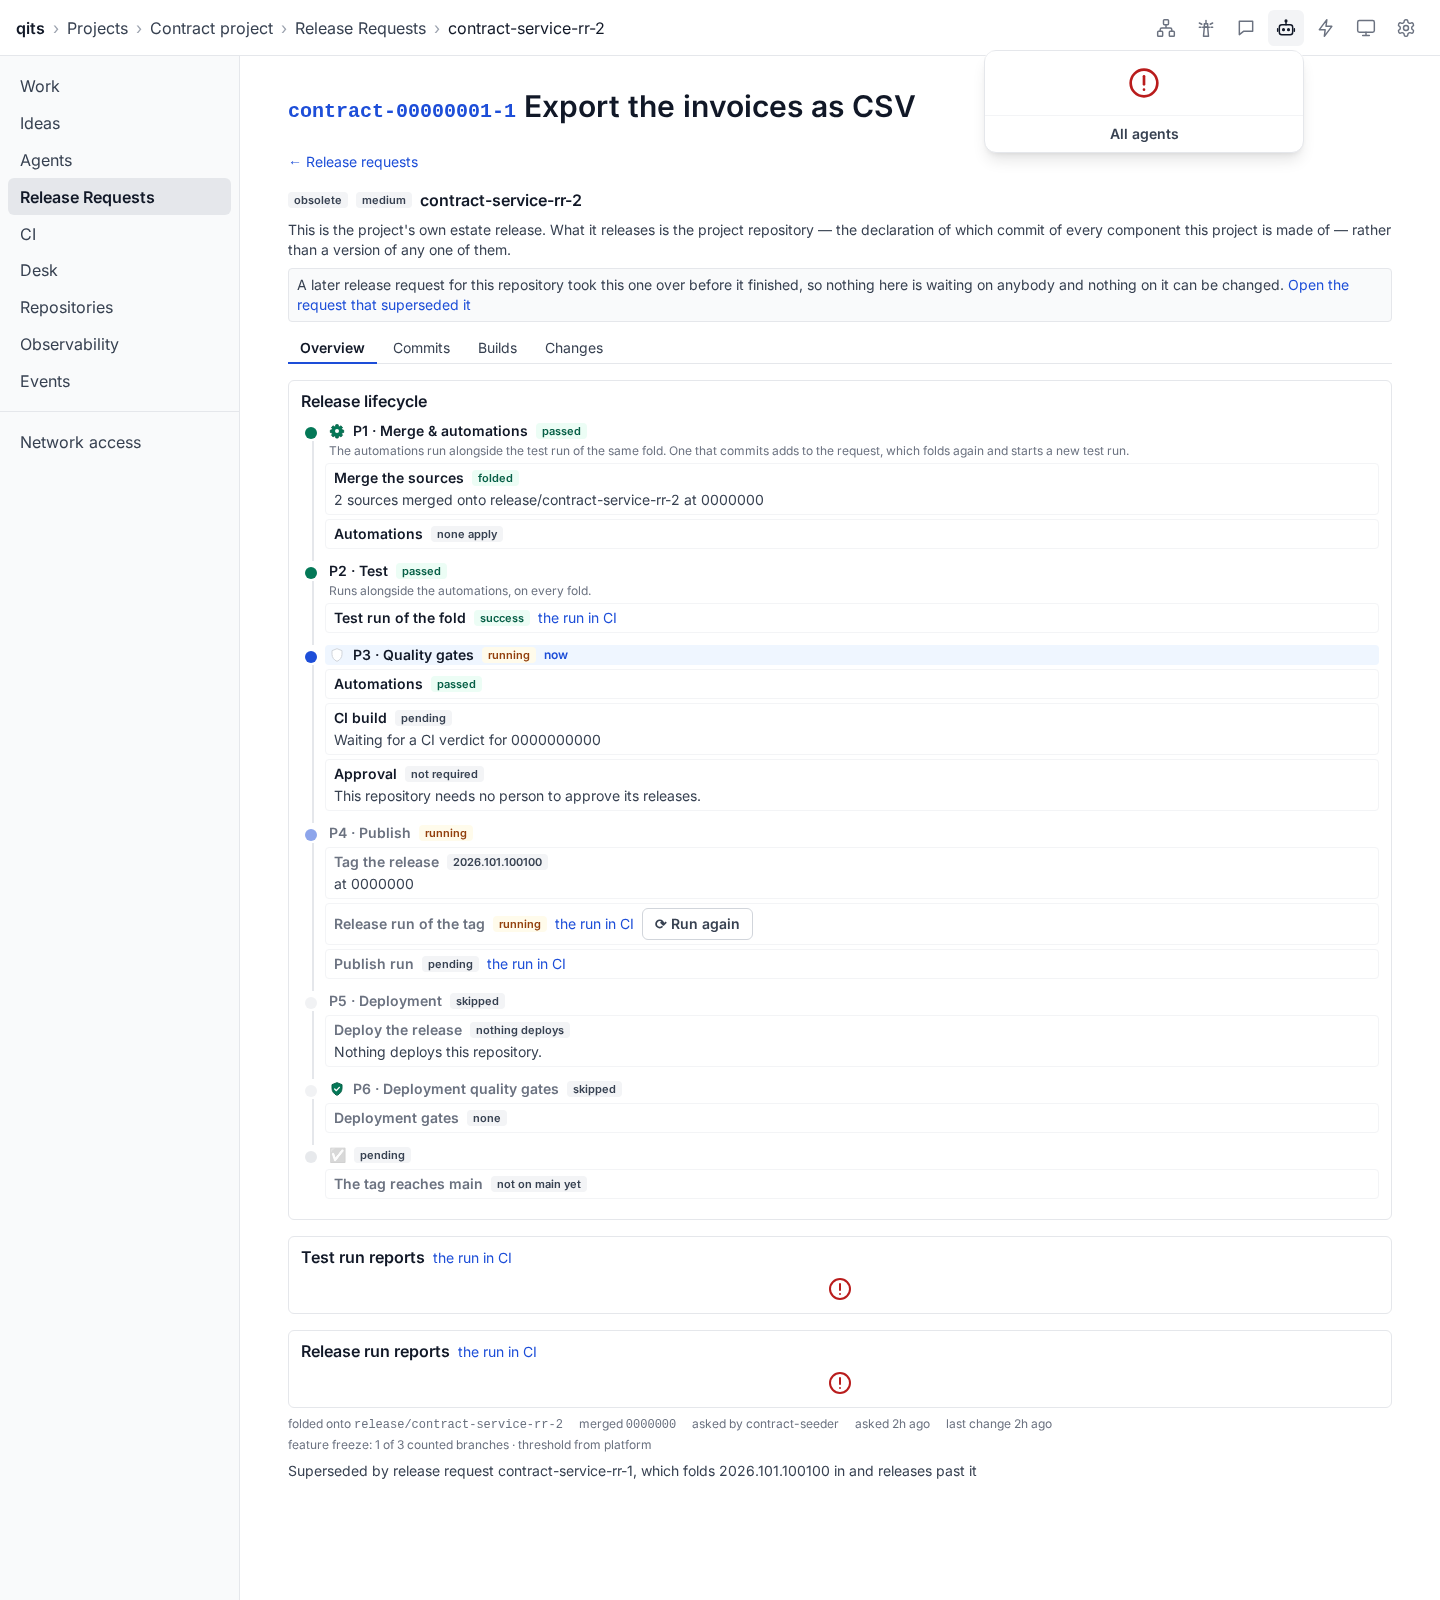 qits › Projects › Contract project › Release Requests › contract-service-rr-2
All agents
Work
Ideas
Agents
Release Requests
CI
Desk
Repositories
Observability
Events
Network access
contract-00000001-1 Export the invoices as CSV
← Release requests
obsolete medium contract-service-rr-2
This is the project's own estate release. What it releases is the project repository — the declaration of which commit of every component this project is made of — rather
than a version of any one of them.
A later release request for this repository took this one over before it finished, so nothing here is waiting on anybody and nothing on it can be changed. Open the
request that superseded it
Overview Commits Builds Changes
Release lifecycle
P1 · Merge & automations passed
The automations run alongside the test run of the same fold. One that commits adds to the request, which folds again and starts a new test run.
Merge the sources folded
2 sources merged onto release/contract-service-rr-2 at 0000000
Automations none apply
P2 · Test passed
Runs alongside the automations, on every fold.
Test run of the fold success the run in CI
P3 · Quality gates running now
Automations passed
CI build pending
Waiting for a CI verdict for 0000000000
Approval not required
This repository needs no person to approve its releases.
P4 · Publish running
Tag the release 2026.101.100100
at 0000000
Release run of the tag running the run in CI ⟳ Run again
Publish run pending the run in CI
P5 · Deployment skipped
Deploy the release nothing deploys
Nothing deploys this repository.
P6 · Deployment quality gates skipped
Deployment gates none
☑ pending
The tag reaches main not on main yet
Test run reports the run in CI
Release run reports the run in CI
folded onto release/contract-service-rr-2 merged 0000000 asked by contract-seeder asked 2h ago last change 2h ago
feature freeze: 1 of 3 counted branches · threshold from platform
Superseded by release request contract-service-rr-1, which folds 2026.101.100100 in and releases past it